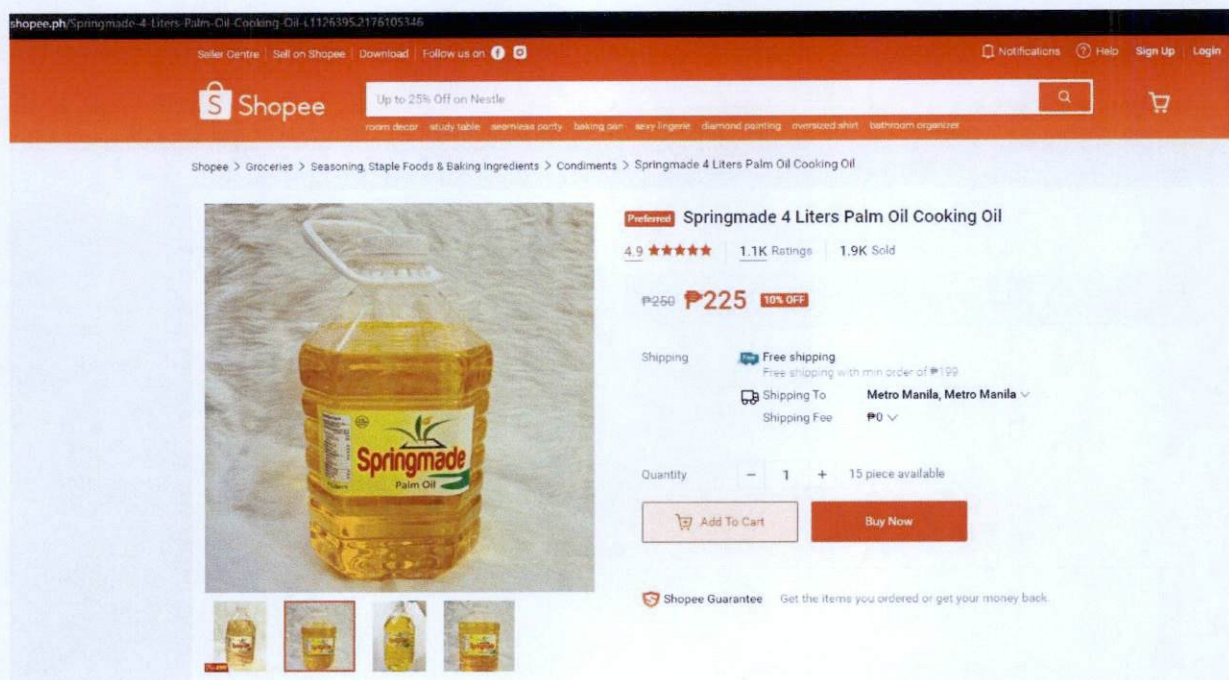 shopee.ph/Springmade-4-Liters-Palm-Oil-Cooking-Oil-i.1126395.2176105346
Seller Centre | Sell on Shopee | Download | Follow us on
Notifications Help Sign Up | Login
Shopee
Up to 25% Off on Nestle
room decor study table seamless panty baking pan sexy lingerie diamond painting oversized shirt bathroom organizer
Shopee > Groceries > Seasoning, Staple Foods & Baking Ingredients > Condiments > Springmade 4 Liters Palm Oil Cooking Oil
Preferred Springmade 4 Liters Palm Oil Cooking Oil
4.9 1.1K Ratings 1.9K Sold
₱250 ₱225 10% OFF
Shipping Free shipping
Free shipping with min order of ₱199
Shipping To Metro Manila, Metro Manila
Shipping Fee ₱0
Springmade
Palm Oil
Quantity − 1 + 15 piece available
Add To Cart Buy Now
Shopee Guarantee Get the items you ordered or get your money back.